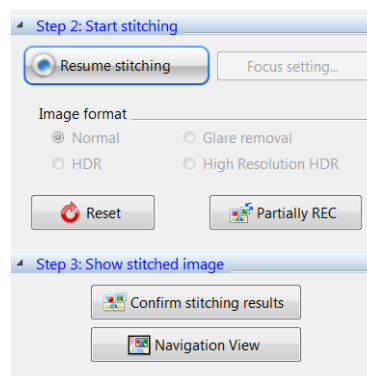 Step 2: Start stitching
Resume stitching
Focus setting...
Image format
Normal
Glare removal
HDR
High Resolution HDR
Reset
Partially REC
Step 3: Show stitched image
Confirm stitching results
Navigation View